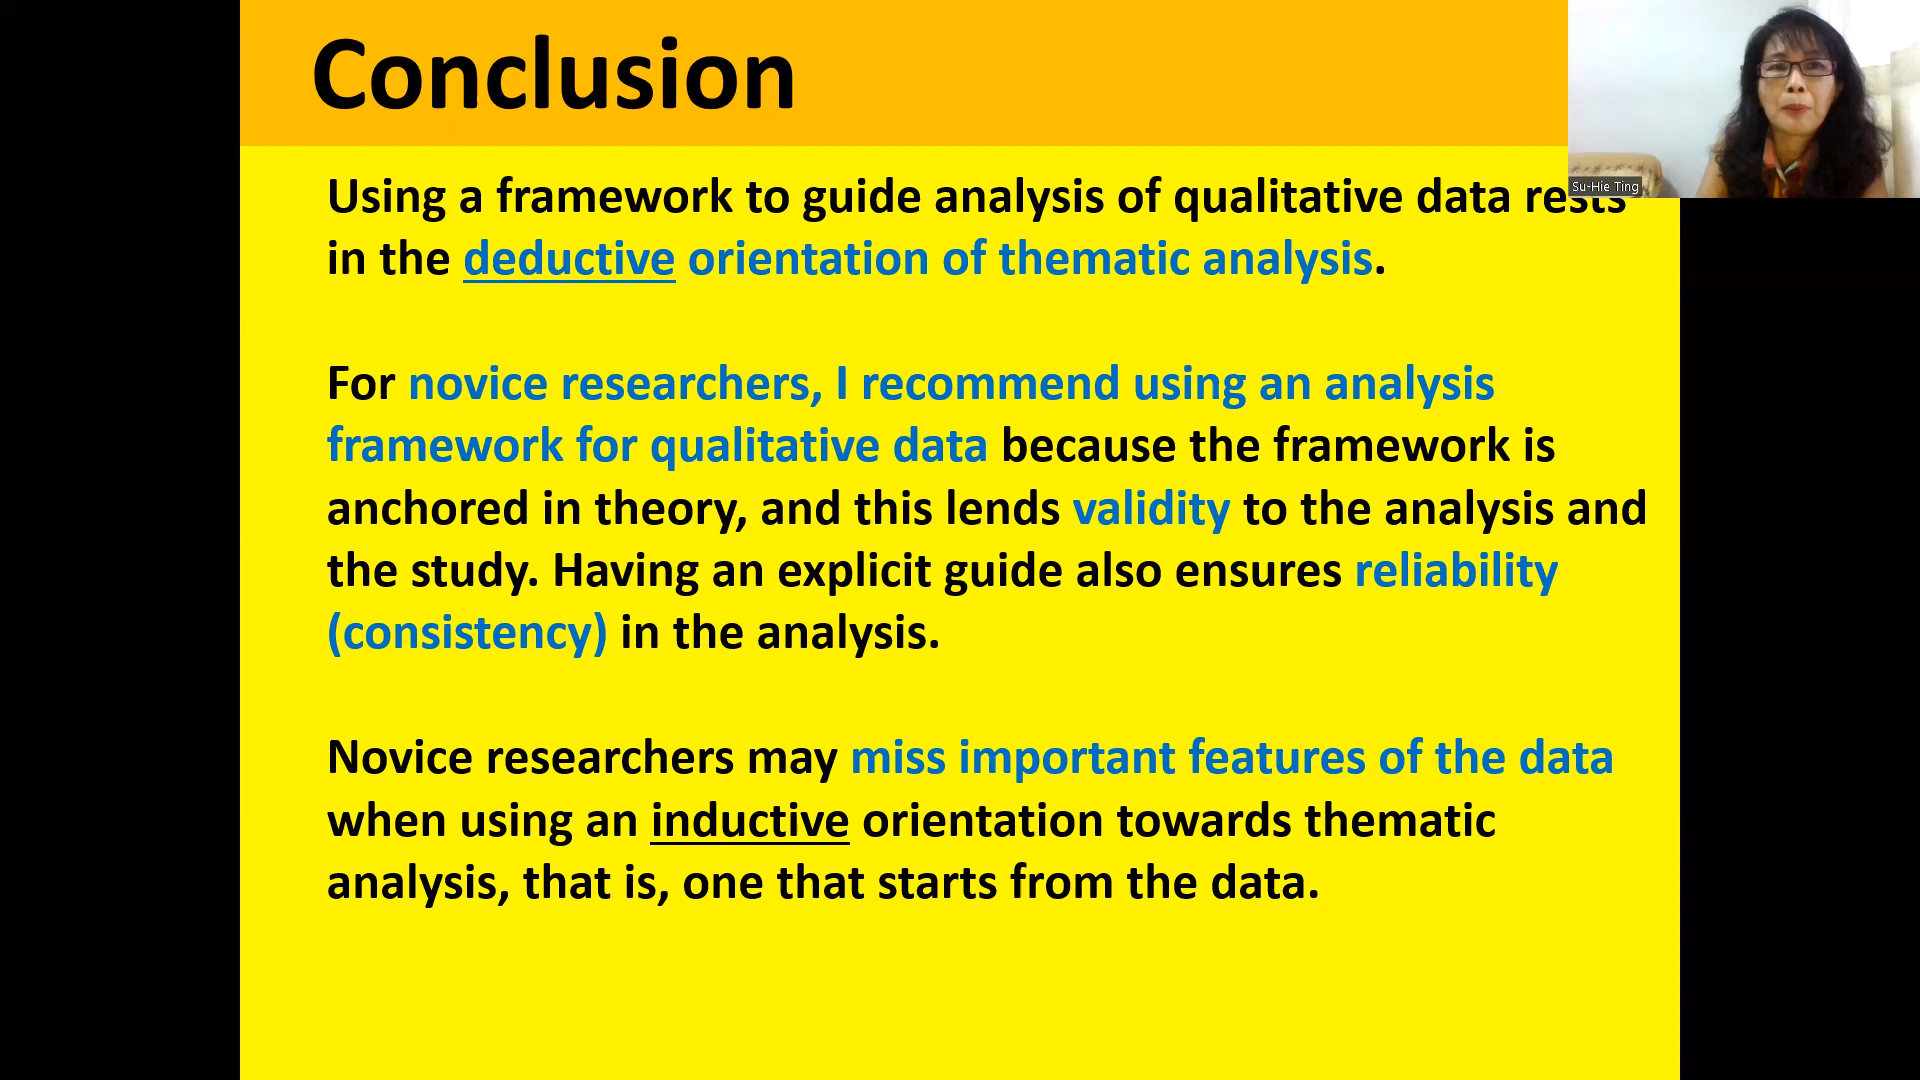 Conclusion
Su-Hie Ting
Using a framework to guide analysis of qualitative data rests
in the deductive orientation of thematic analysis.
For novice researchers, I recommend using an analysis
framework for qualitative data because the framework is
anchored in theory, and this lends validity to the analysis and
the study. Having an explicit guide also ensures reliability
(consistency) in the analysis.
Novice researchers may miss important features of the data
when using an inductive orientation towards thematic
analysis, that is, one that starts from the data.